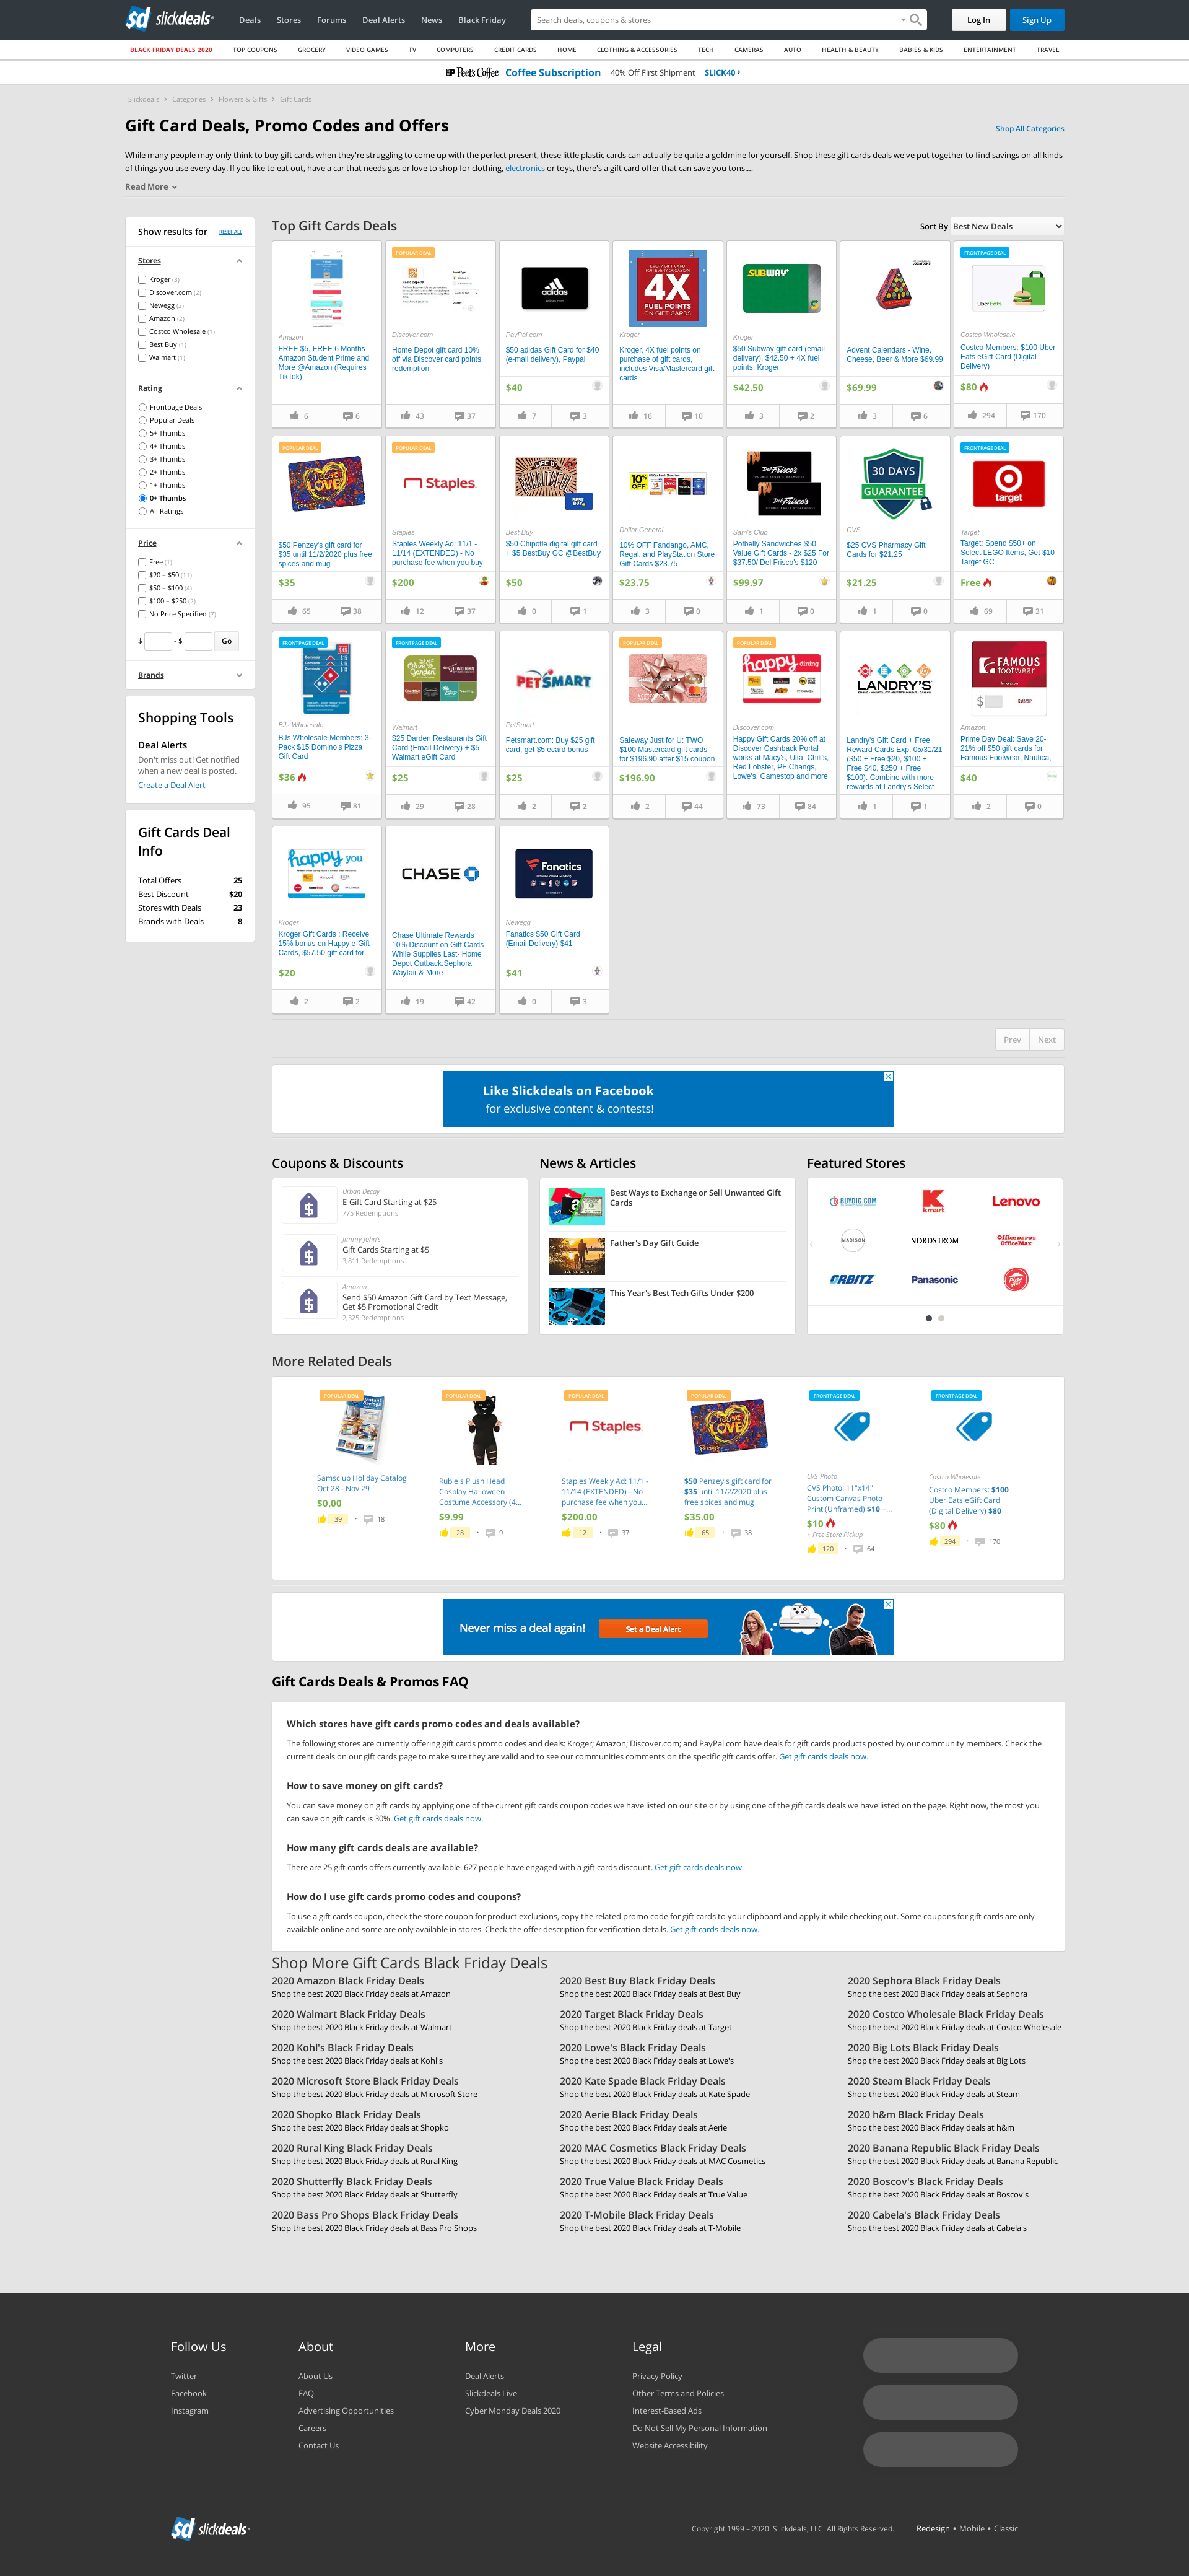 slickdeals
Deals Stores Forums Deal Alerts News Black Friday
Search deals, coupons & stores
Log In Sign Up
BLACK FRIDAY DEALS 2020 TOP COUPONS GROCERY VIDEO GAMES TV COMPUTERS CREDIT CARDS HOME CLOTHING & ACCESSORIES TECH CAMERAS AUTO HEALTH & BEAUTY BABIES & KIDS ENTERTAINMENT TRAVEL
Peet's Coffee Coffee Subscription 40% Off First Shipment SLICK40 ›
Slickdeals › Categories › Flowers & Gifts › Gift Cards
Gift Card Deals, Promo Codes and Offers
Shop All Categories
While many people may only think to buy gift cards when they're struggling to come up with the perfect present, these little plastic cards can actually be quite a goldmine for yourself. Shop these gift cards deals we've put together to find savings on all kinds
of things you use every day. If you like to eat out, have a car that needs gas or love to shop for clothing, electronics or toys, there's a gift card offer that can save you tons....
Read More
Show results for RESET ALL
Stores
Kroger (3)
Discover.com (2)
Newegg (2)
Amazon (2)
Costco Wholesale (1)
Best Buy (1)
Walmart (1)
Rating
Frontpage Deals
Popular Deals
5+ Thumbs
4+ Thumbs
3+ Thumbs
2+ Thumbs
1+ Thumbs
0+ Thumbs
All Ratings
Price
Free (1)
$20 – $50 (11)
$50 – $100 (4)
$100 – $250 (2)
No Price Specified (7)
$ - $ Go
Brands
Shopping Tools
Deal Alerts
Don't miss out! Get notified
when a new deal is posted.
Create a Deal Alert
Gift Cards Deal
Info
Total Offers 25
Best Discount $20
Stores with Deals 23
Brands with Deals 8
Top Gift Cards Deals
Sort By Best New Deals
Amazon
FREE $5, FREE 6 Months
Amazon Student Prime and
More @Amazon (Requires
TikTok)
6 6
POPULAR DEAL
Discover.com
Home Depot gift card 10%
off via Discover card points
redemption
43 37
adidas
PayPal.com
$50 adidas Gift Card for $40
(e-mail delivery), Paypal
$40
7 3
EVERY GIFT CARD
FOR EVERY OCCASION
4X
FUEL POINTS
ON GIFT CARDS
Kroger
Kroger, 4X fuel points on
purchase of gift cards,
includes Visa/Mastercard gift
cards
16 10
SUBWAY
Kroger
$50 Subway gift card (email
delivery), $42.50 + 4X fuel
points, Kroger
$42.50
3 2
Advent Calendars - Wine,
Cheese, Beer & More $69.99
$69.99
3 6
FRONTPAGE DEAL
Uber Eats
Costco Wholesale
Costco Members: $100 Uber
Eats eGift Card (Digital
Delivery)
$80
294 170
POPULAR DEAL
LOVE
$50 Penzey's gift card for
$35 until 11/2/2020 plus free
spices and mug
$35
65 38
POPULAR DEAL
Staples
Staples
Staples Weekly Ad: 11/1 -
11/14 (EXTENDED) - No
purchase fee when you buy
$200
12 37
BEST BUY
Best Buy
$50 Chipotle digital gift card
+ $5 BestBuy GC @BestBuy
$50
0 1
10% OFF
Dollar General
10% OFF Fandango, AMC,
Regal, and PlayStation Store
Gift Cards $23.75
$23.75
3 0
Del Frisco's
Del Frisco's
Sam's Club
Potbelly Sandwiches $50
Value Gift Cards - 2x $25 For
$37.50/ Del Frisco's $120
$99.97
1 0
30 DAYS
GUARANTEE
CVS
$25 CVS Pharmacy Gift
Cards for $21.25
$21.25
1 0
FRONTPAGE DEAL
target
Target
Target: Spend $50+ on
Select LEGO Items, Get $10
Target GC
Free
69 31
FRONTPAGE DEAL
$45
BJs Wholesale
BJs Wholesale Members: 3-
Pack $15 Domino's Pizza
Gift Card
$36
95 81
FRONTPAGE DEAL
Olive Garden
Walmart
$25 Darden Restaurants Gift
Card (Email Delivery) + $5
Walmart eGift Card
$25
29 28
PETSMART
PetSmart
Petsmart.com: Buy $25 gift
card, get $5 ecard bonus
$25
2 2
POPULAR DEAL
Safeway Just for U: TWO
$100 Mastercard gift cards
for $196.90 after $15 coupon
$196.90
2 44
POPULAR DEAL
happy dining
Discover.com
Happy Gift Cards 20% off at
Discover Cashback Portal
works at Macy's, Ulta, Chili's,
Red Lobster, PF Changs,
Lowe's, Gamestop and more
73 84
LANDRY'S
Landry's Gift Card + Free
Reward Cards Exp. 05/31/21
($50 + Free $20, $100 +
Free $40, $250 + Free
$100). Combine with more
rewards at Landry's Select
1 1
FAMOUS
footwear
$
Amazon
Prime Day Deal: Save 20-
21% off $50 gift cards for
Famous Footwear, Nautica,
$40
2 0
happy you
Kroger
Kroger Gift Cards : Receive
15% bonus on Happy e-Gift
Cards, $57.50 gift card for
$20
2 2
CHASE
Chase Ultimate Rewards
10% Discount on Gift Cards
While Supplies Last- Home
Depot Outback.Sephora
Wayfair & More
19 42
Fanatics
Newegg
Fanatics $50 Gift Card
(Email Delivery) $41
$41
0 3
Prev Next
Like Slickdeals on Facebook
for exclusive content & contests!
Coupons & Discounts
Urban Decay
E-Gift Card Starting at $25
775 Redemptions
Jimmy John's
Gift Cards Starting at $5
3,811 Redemptions
Amazon
Send $50 Amazon Gift Card by Text Message,
Get $5 Promotional Credit
2,325 Redemptions
News & Articles
Best Ways to Exchange or Sell Unwanted Gift
Cards
Father's Day Gift Guide
This Year's Best Tech Gifts Under $200
Featured Stores
BUYDIG.COM kmart Lenovo
MADISON NORDSTROM Office DEPOT
OfficeMax
ORBITZ Panasonic Pizza Hut
More Related Deals
POPULAR DEAL
Instant
Savings
Samsclub Holiday Catalog
Oct 28 - Nov 29
$0.00
39 • 18
POPULAR DEAL
Rubie's Plush Head
Cosplay Halloween
Costume Accessory (4...
$9.99
28 • 9
POPULAR DEAL
Staples
Staples Weekly Ad: 11/1 -
11/14 (EXTENDED) - No
purchase fee when you...
$200.00
12 • 37
POPULAR DEAL
LOVE
$50 Penzey's gift card for
$35 until 11/2/2020 plus
free spices and mug
$35.00
65 • 38
FRONTPAGE DEAL
CVS Photo
CVS Photo: 11"x14"
Custom Canvas Photo
Print (Unframed) $10 +...
$10
+ Free Store Pickup
120 • 64
FRONTPAGE DEAL
Costco Wholesale
Costco Members: $100
Uber Eats eGift Card
(Digital Delivery) $80
$80
294 • 170
Never miss a deal again! Set a Deal Alert
Gift Cards Deals & Promos FAQ
Which stores have gift cards promo codes and deals available?
The following stores are currently offering gift cards promo codes and deals: Kroger; Amazon; Discover.com; and PayPal.com have deals for gift cards products posted by our community members. Check the
current deals on our gift cards page to make sure they are valid and to see our communities comments on the specific gift cards offer. Get gift cards deals now.
How to save money on gift cards?
You can save money on gift cards by applying one of the current gift cards coupon codes we have listed on our site or by using one of the gift cards deals we have listed on the page. Right now, the most you
can save on gift cards is 30%. Get gift cards deals now.
How many gift cards deals are available?
There are 25 gift cards offers currently available. 627 people have engaged with a gift cards discount. Get gift cards deals now.
How do I use gift cards promo codes and coupons?
To use a gift cards coupon, check the store coupon for product exclusions, copy the related promo code for gift cards to your clipboard and apply it while checking out. Some coupons for gift cards are only
available online and some are only available in stores. Check the offer description for verification details. Get gift cards deals now.
Shop More Gift Cards Black Friday Deals
2020 Amazon Black Friday Deals 2020 Best Buy Black Friday Deals 2020 Sephora Black Friday Deals
Shop the best 2020 Black Friday deals at Amazon Shop the best 2020 Black Friday deals at Best Buy Shop the best 2020 Black Friday deals at Sephora
2020 Walmart Black Friday Deals 2020 Target Black Friday Deals 2020 Costco Wholesale Black Friday Deals
Shop the best 2020 Black Friday deals at Walmart Shop the best 2020 Black Friday deals at Target Shop the best 2020 Black Friday deals at Costco Wholesale
2020 Kohl's Black Friday Deals 2020 Lowe's Black Friday Deals 2020 Big Lots Black Friday Deals
Shop the best 2020 Black Friday deals at Kohl's Shop the best 2020 Black Friday deals at Lowe's Shop the best 2020 Black Friday deals at Big Lots
2020 Microsoft Store Black Friday Deals 2020 Kate Spade Black Friday Deals 2020 Steam Black Friday Deals
Shop the best 2020 Black Friday deals at Microsoft Store Shop the best 2020 Black Friday deals at Kate Spade Shop the best 2020 Black Friday deals at Steam
2020 Shopko Black Friday Deals 2020 Aerie Black Friday Deals 2020 h&m Black Friday Deals
Shop the best 2020 Black Friday deals at Shopko Shop the best 2020 Black Friday deals at Aerie Shop the best 2020 Black Friday deals at h&m
2020 Rural King Black Friday Deals 2020 MAC Cosmetics Black Friday Deals 2020 Banana Republic Black Friday Deals
Shop the best 2020 Black Friday deals at Rural King Shop the best 2020 Black Friday deals at MAC Cosmetics Shop the best 2020 Black Friday deals at Banana Republic
2020 Shutterfly Black Friday Deals 2020 True Value Black Friday Deals 2020 Boscov's Black Friday Deals
Shop the best 2020 Black Friday deals at Shutterfly Shop the best 2020 Black Friday deals at True Value Shop the best 2020 Black Friday deals at Boscov's
2020 Bass Pro Shops Black Friday Deals 2020 T-Mobile Black Friday Deals 2020 Cabela's Black Friday Deals
Shop the best 2020 Black Friday deals at Bass Pro Shops Shop the best 2020 Black Friday deals at T-Mobile Shop the best 2020 Black Friday deals at Cabela's
Follow Us About More Legal
Twitter About Us Deal Alerts Privacy Policy
Facebook FAQ Slickdeals Live Other Terms and Policies
Instagram Advertising Opportunities Cyber Monday Deals 2020 Interest-Based Ads
Careers Do Not Sell My Personal Information
Contact Us Website Accessibility
slickdeals
Copyright 1999 – 2020. Slickdeals, LLC. All Rights Reserved. Redesign • Mobile • Classic